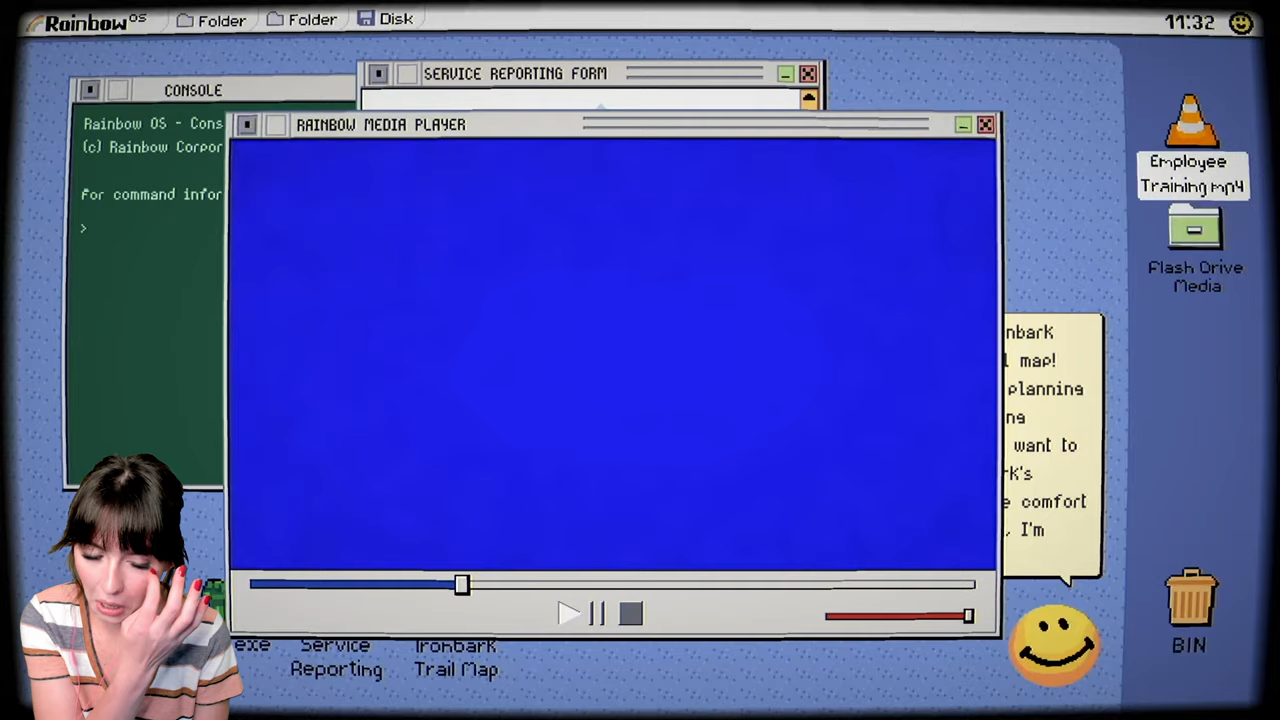 RainbowOS
Folder
Folder
Disk
11:32
SERVICE REPORTING FORM
CONSOLE
RAINBOW MEDIA PLAYER
Rainbow OS - Cons
(c) Rainbow Corpor
For command infor
>
Employee
Training.mp4
Flash Drive
Media
nbark
l map!
planning
ng
want to
rk's
e comfort
, I'm
exe
Service
Reporting
Ironbark
Trail Map
BIN